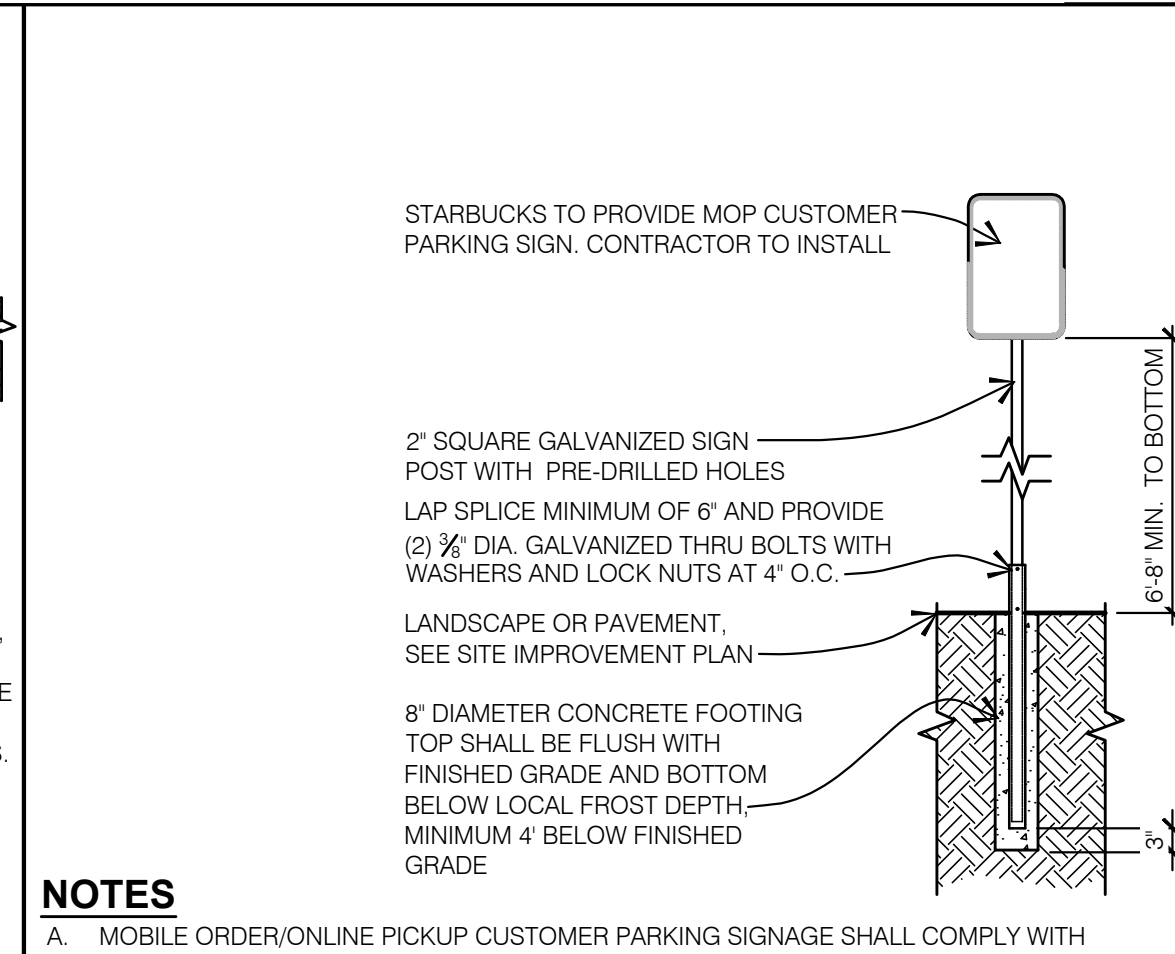 STARBUCKS TO PROVIDE MOP CUSTOMER
PARKING SIGN. CONTRACTOR TO INSTALL
2" SQUARE GALVANIZED SIGN
POST WITH PRE-DRILLED HOLES
LAP SPLICE MINIMUM OF 6" AND PROVIDE
(2) 3/8" DIA. GALVANIZED THRU BOLTS WITH
WASHERS AND LOCK NUTS AT 4" O.C.
LANDSCAPE OR PAVEMENT,
SEE SITE IMPROVEMENT PLAN
8" DIAMETER CONCRETE FOOTING
TOP SHALL BE FLUSH WITH
FINISHED GRADE AND BOTTOM
BELOW LOCAL FROST DEPTH,
MINIMUM 4' BELOW FINISHED
GRADE
6'-8" MIN. TO BOTTOM
3"
NOTES
A. MOBILE ORDER/ONLINE PICKUP CUSTOMER PARKING SIGNAGE SHALL COMPLY WITH